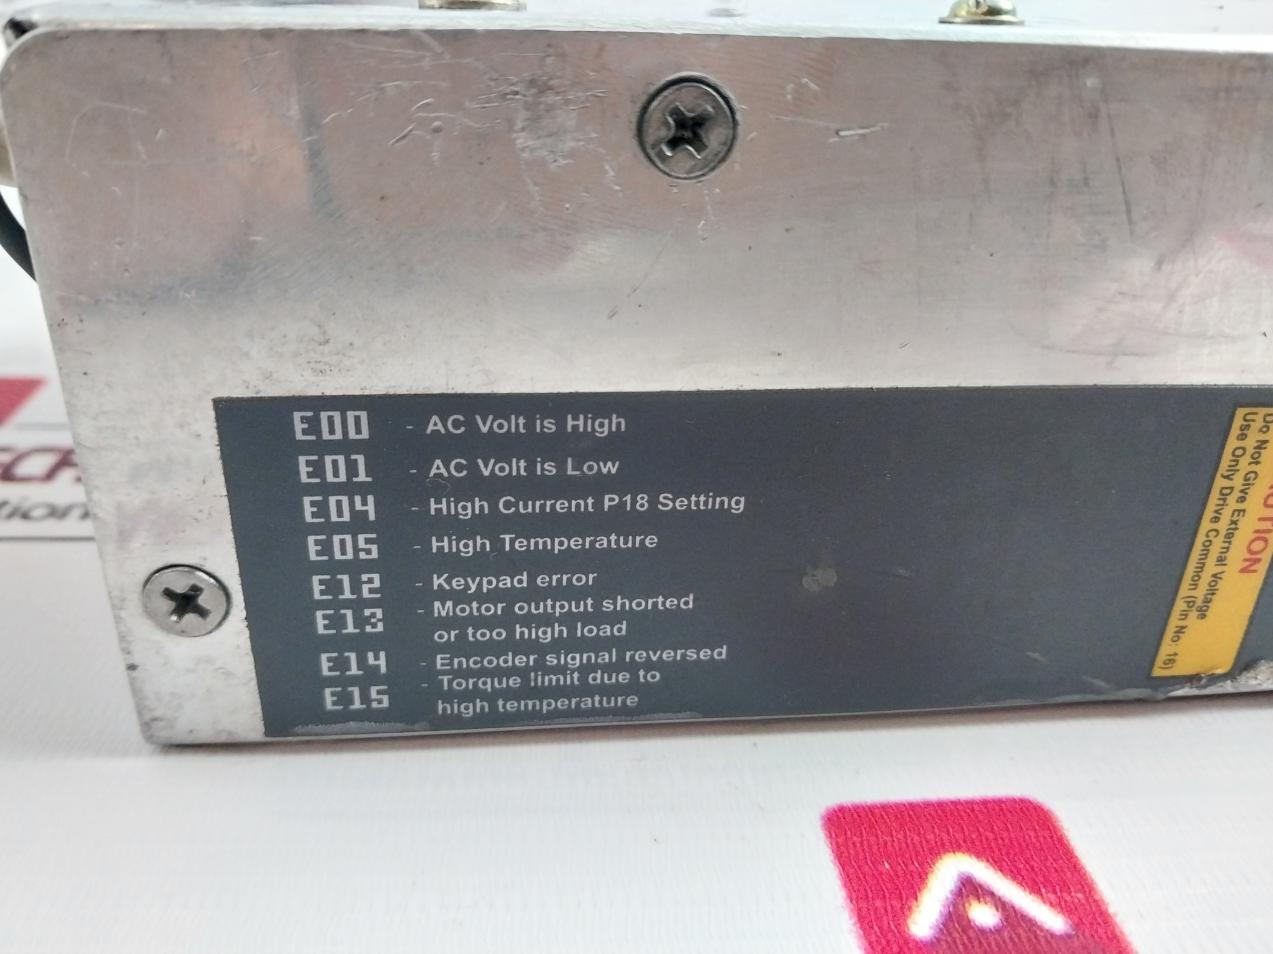 E00 - AC Volt is High
E01 - AC Volt is Low
E04 - High Current P18 Setting
E05 - High Temperature
E12 - Keypad error
E13 - Motor output shorted
or too high load
E14 - Encoder signal reversed
E15 - Torque limit due to
high temperature
Do Not Give External Voltage
Use Only Drive Common (Pin No: 16)